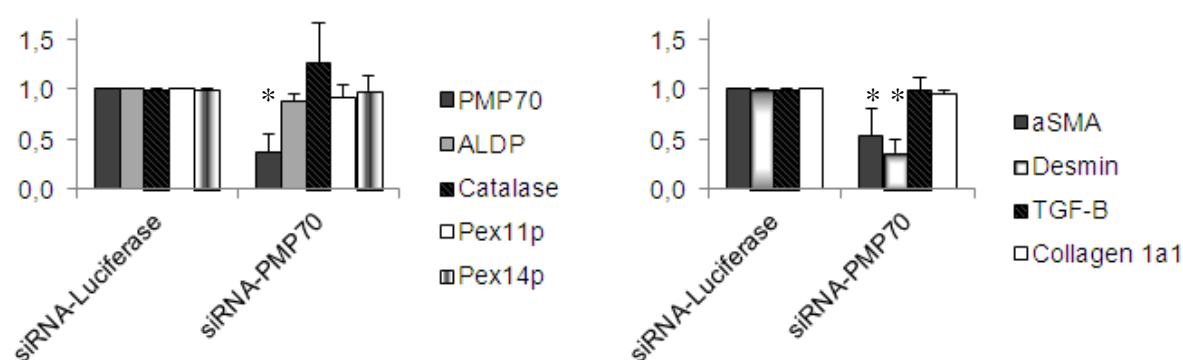 1,5
1,0
0,5
0,0
*
siRNA-Luciferase
siRNA-PMP70
PMP70
ALDP
Catalase
Pex11p
Pex14p
1,5
1,0
0,5
0,0
* *
siRNA-Luciferase
siRNA-PMP70
aSMA
Desmin
TGF-B
Collagen 1a1